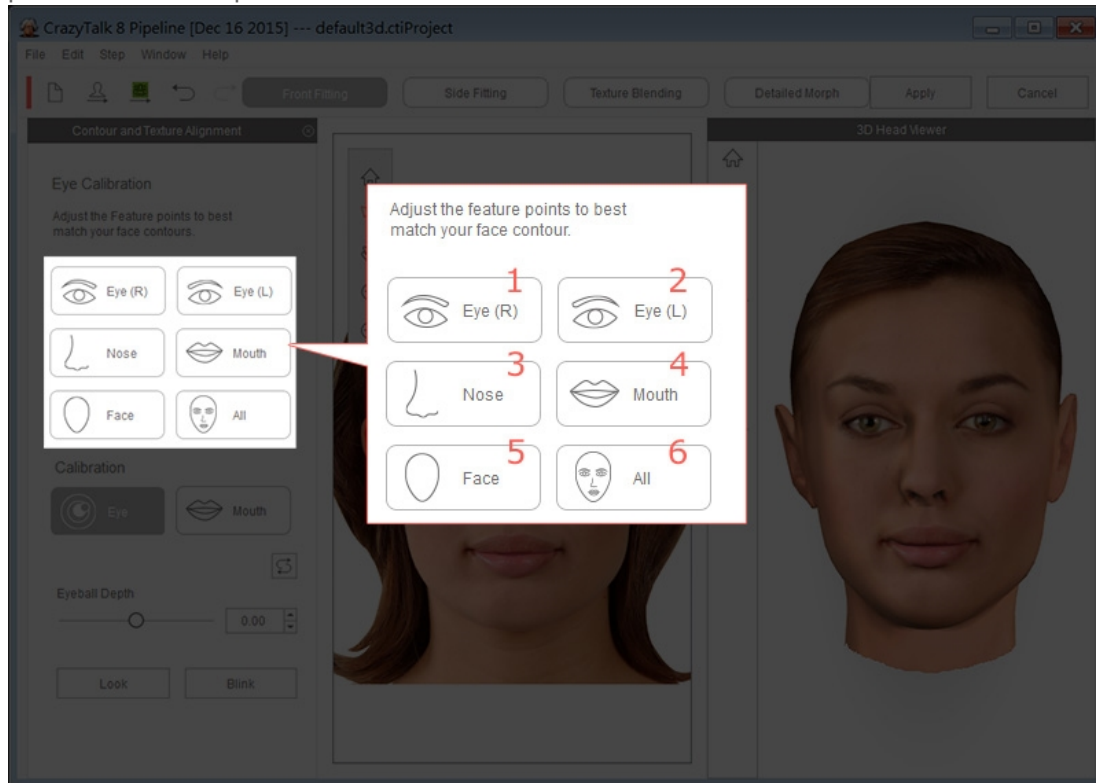 CrazyTalk 8 Pipeline [Dec 16 2015] --- default3d.ctiProject
File Edit Step Window Help
Front Fitting Side Fitting Texture Blending Detailed Morph Apply Cancel
Contour and Texture Alignment
3D Head Viewer
Eye Calibration
Adjust the Feature points to best
match your face contours.
Eye (R) Eye (L)
Nose Mouth
Face All
Calibration
Eye Mouth
Eyeball Depth
0.00
Look Blink
Adjust the feature points to best
match your face contour.
1 2
Eye (R) Eye (L)
3 4
Nose Mouth
5 6
Face All